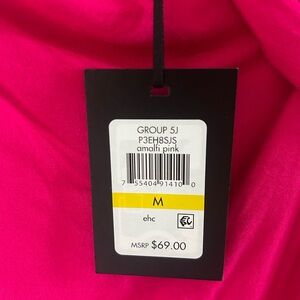 GROUP 5J
P3EH8SJS
amalfi pink
7 55404 91410 0
M
ehc
MSRP $69.00